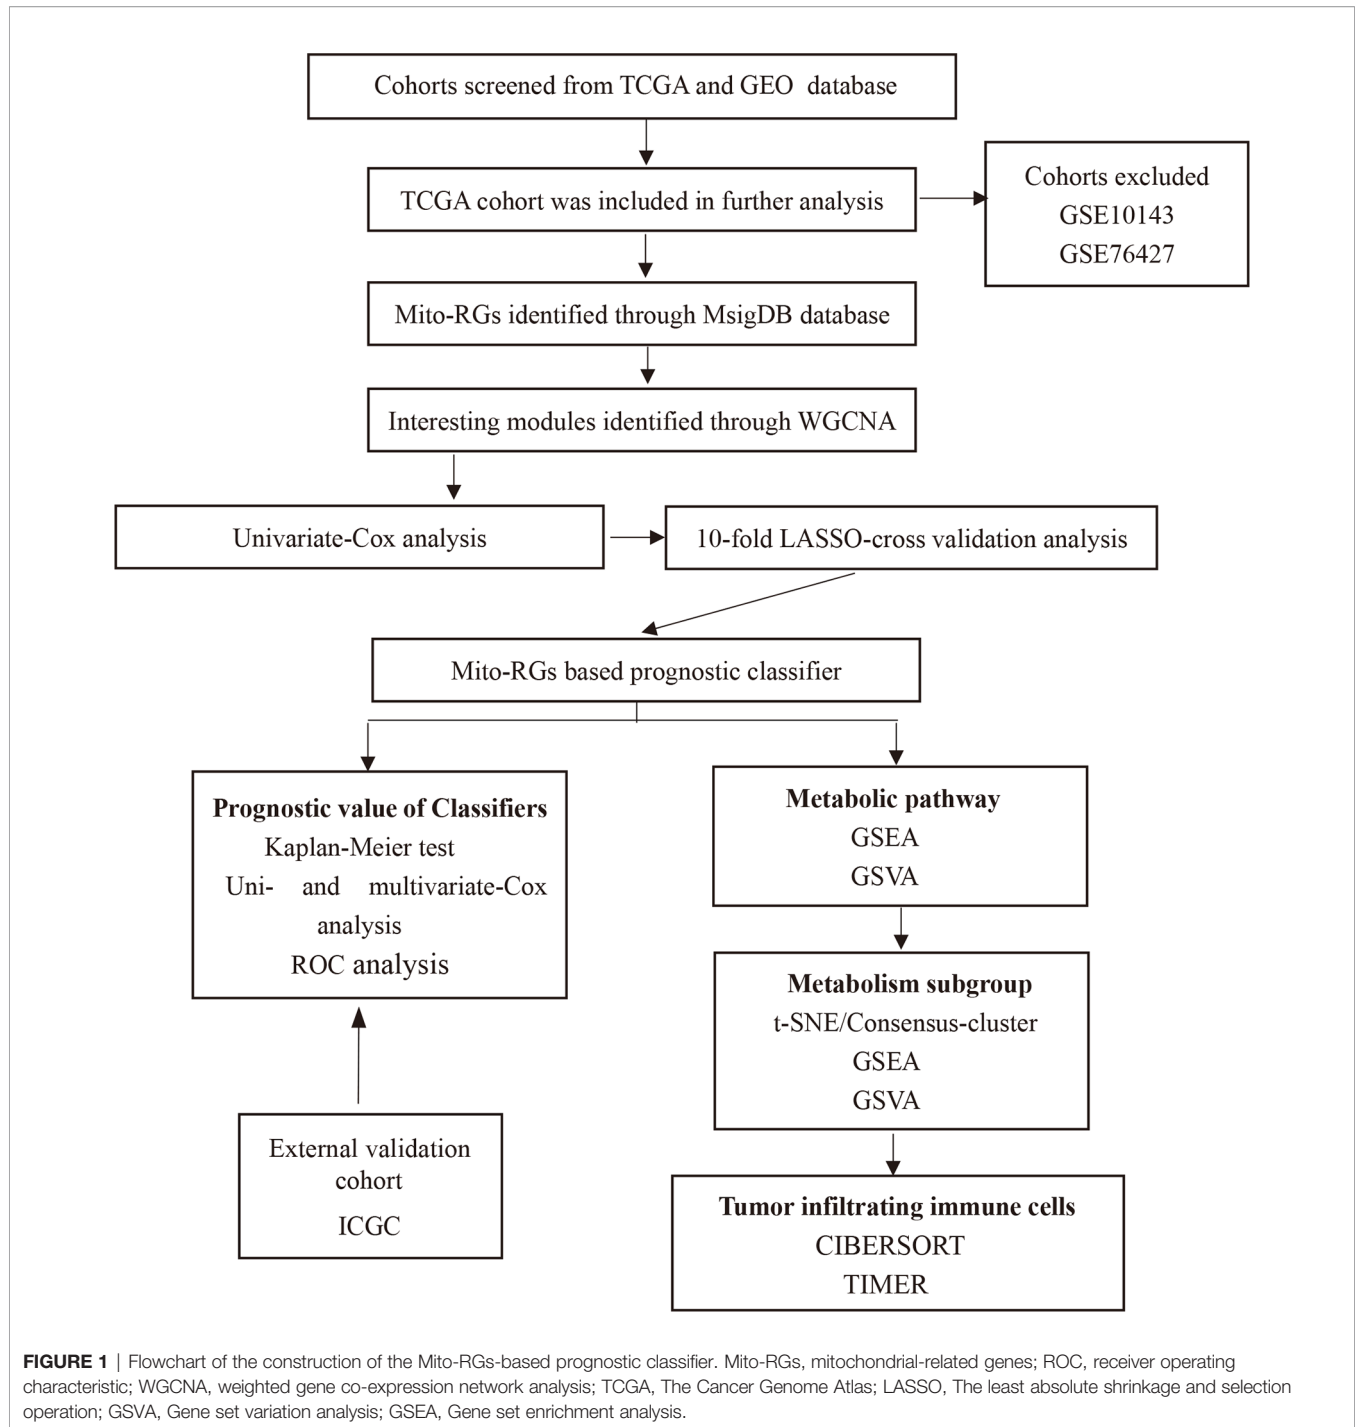 Cohorts screened from TCGA and GEO database
TCGA cohort was included in further analysis
Cohorts excluded
GSE10143
GSE76427
Mito-RGs identified through MsigDB database
Interesting modules identified through WGCNA
Univariate-Cox analysis
10-fold LASSO-cross validation analysis
Mito-RGs based prognostic classifier
Prognostic value of Classifiers
Kaplan-Meier test
Uni- and multivariate-Cox
analysis
ROC analysis
External validation
cohort
ICGC
Metabolic pathway
GSEA
GSVA
Metabolism subgroup
t-SNE/Consensus-cluster
GSEA
GSVA
Tumor infiltrating immune cells
CIBERSORT
TIMER
FIGURE 1 | Flowchart of the construction of the Mito-RGs-based prognostic classifier. Mito-RGs, mitochondrial-related genes; ROC, receiver operating
characteristic; WGCNA, weighted gene co-expression network analysis; TCGA, The Cancer Genome Atlas; LASSO, The least absolute shrinkage and selection
operation; GSVA, Gene set variation analysis; GSEA, Gene set enrichment analysis.